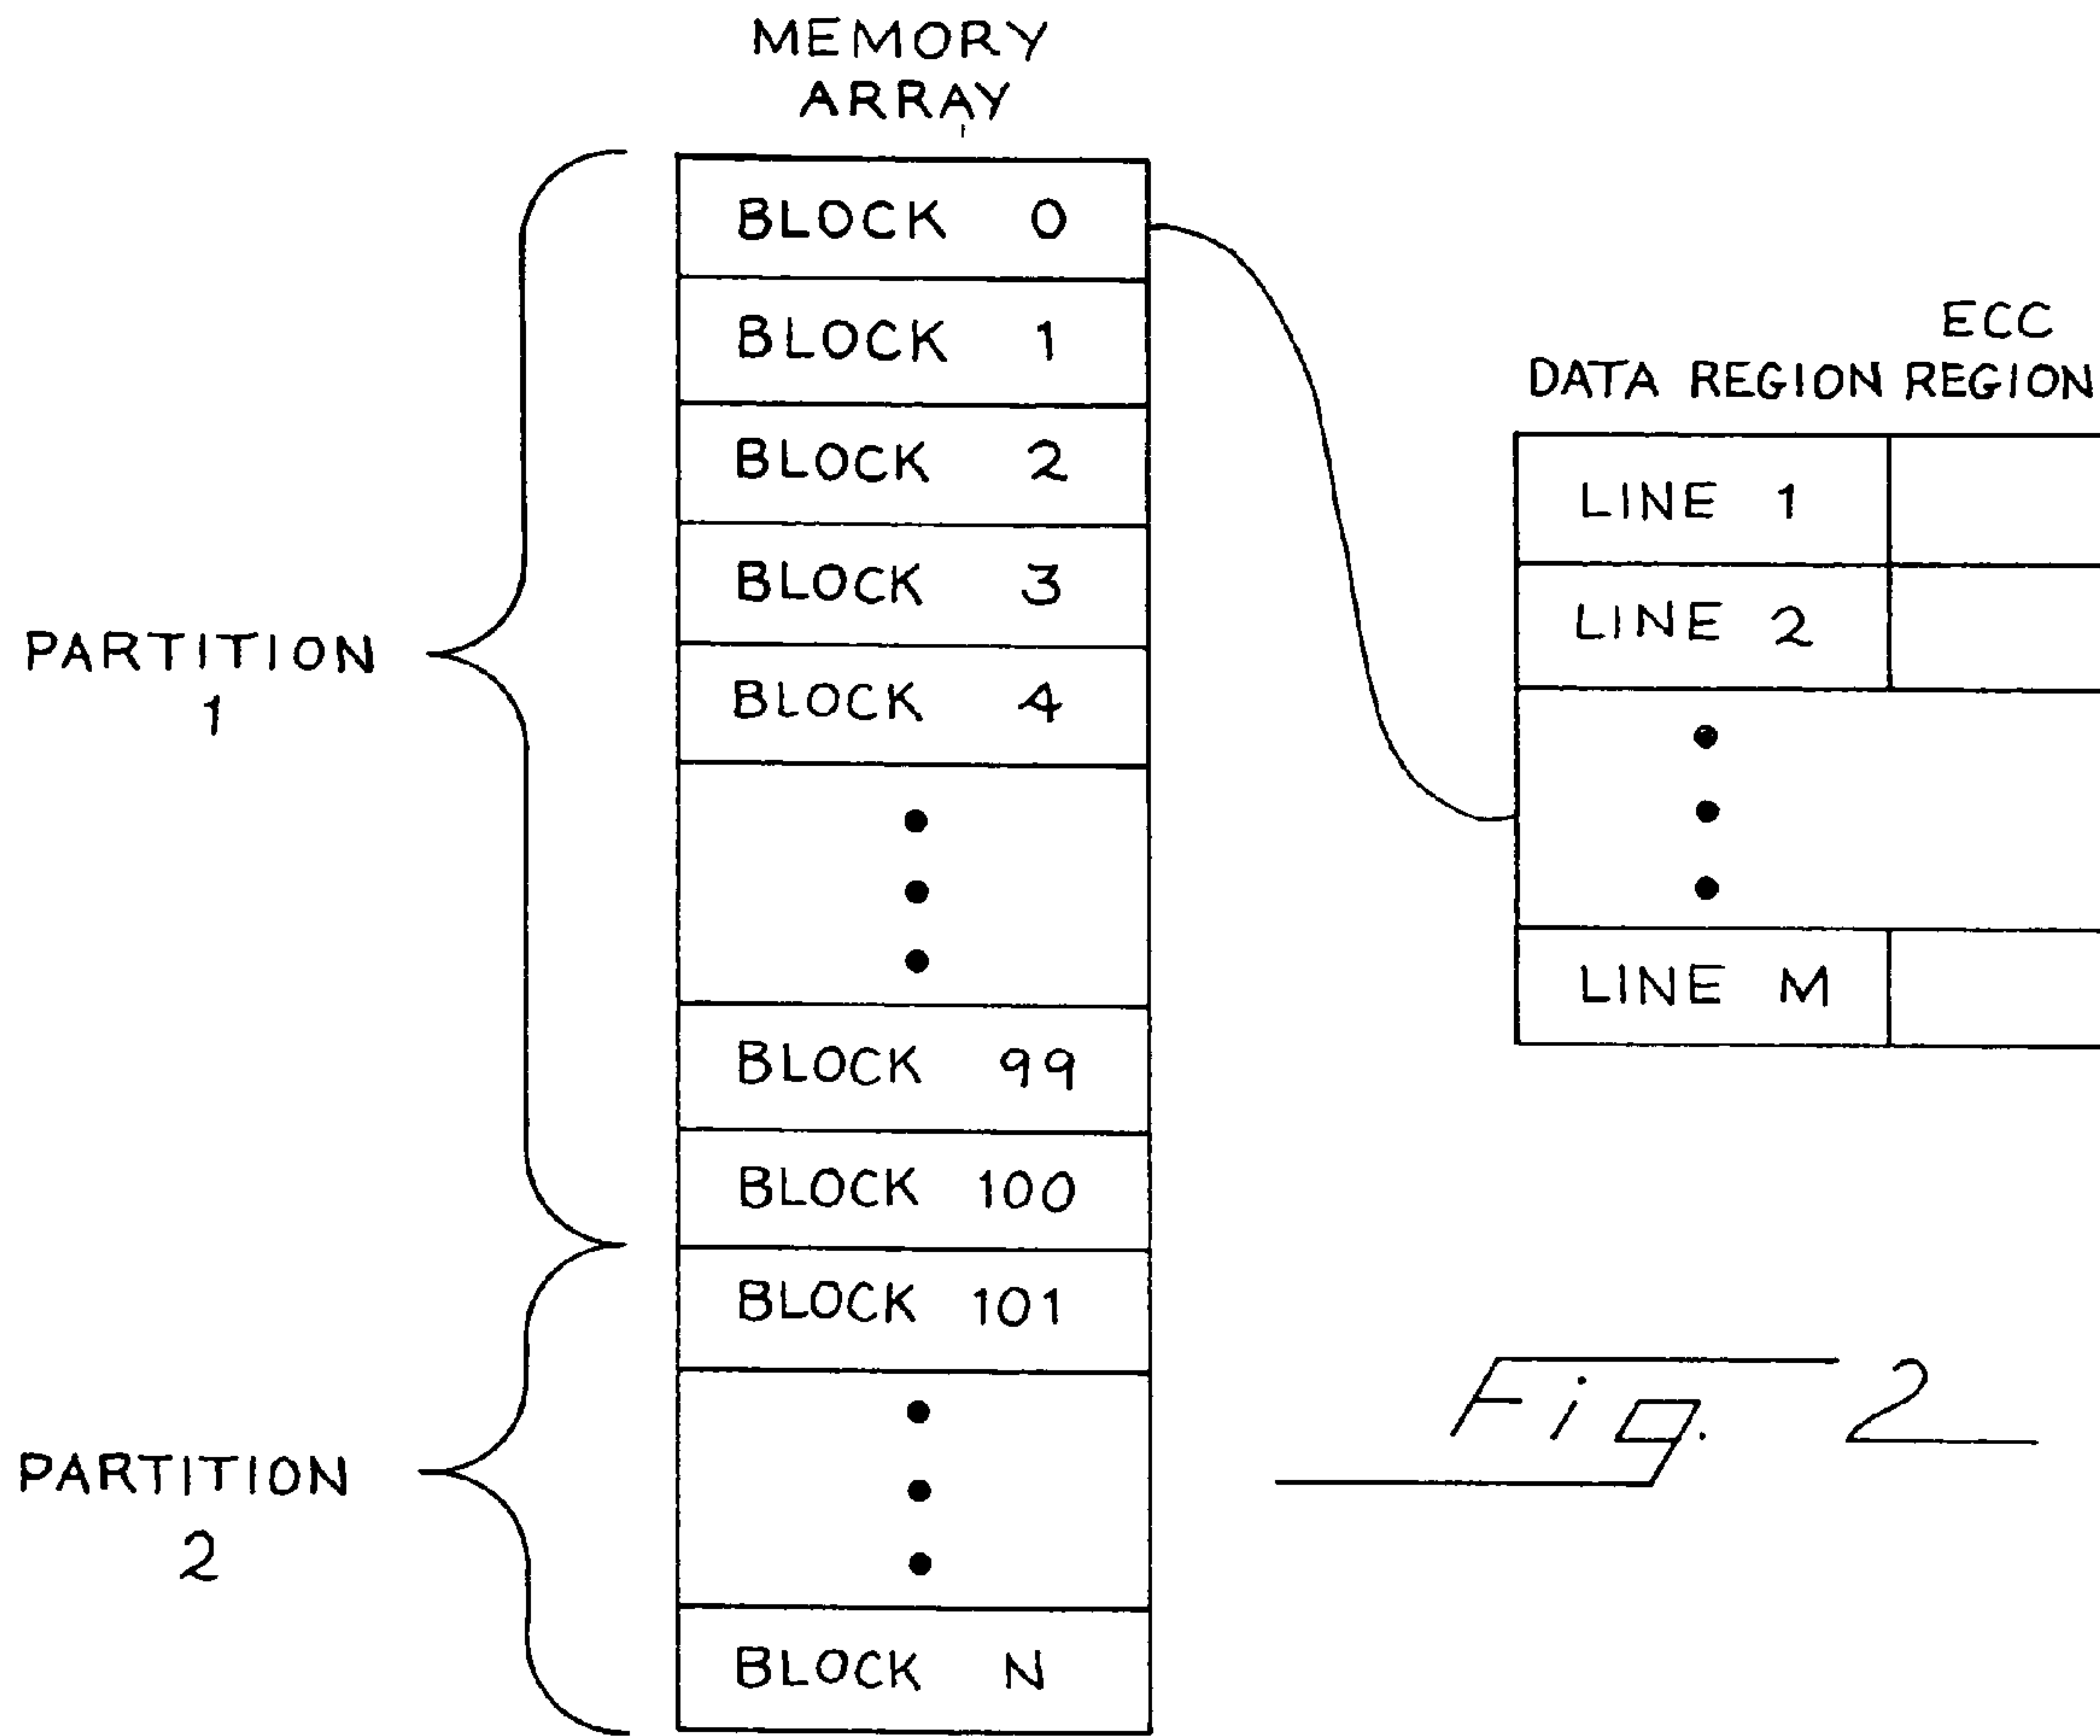 MEMORY
ARRAY
BLOCK 0
BLOCK 1
BLOCK 2
BLOCK 3
BLOCK 4
BLOCK 99
BLOCK 100
BLOCK 101
BLOCK N
PARTITION
1
PARTITION
2
ECC
DATA REGION REGION
LINE 1
LINE 2
LINE M
Fig. 2